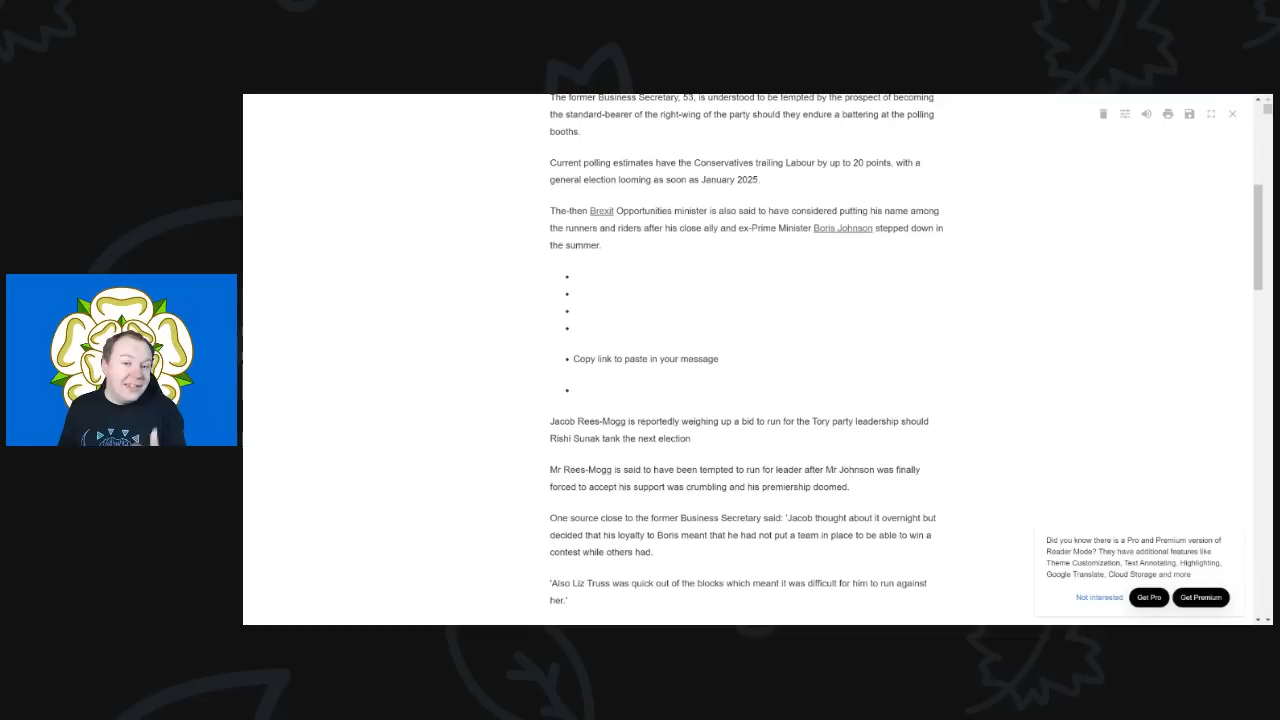 The former Business Secretary, 53, is understood to be tempted by the prospect of becoming
the standard-bearer of the right-wing of the party should they endure a battering at the polling
booths.
Current polling estimates have the Conservatives trailing Labour by up to 20 points, with a
general election looming as soon as January 2025.
The-then Brexit Opportunities minister is also said to have considered putting his name among
the runners and riders after his close ally and ex-Prime Minister Boris Johnson stepped down in
the summer.
• Copy link to paste in your message
Jacob Rees-Mogg is reportedly weighing up a bid to run for the Tory party leadership should
Rishi Sunak tank the next election
Mr Rees-Mogg is said to have been tempted to run for leader after Mr Johnson was finally
forced to accept his support was crumbling and his premiership doomed.
One source close to the former Business Secretary said: 'Jacob thought about it overnight but
decided that his loyalty to Boris meant that he had not put a team in place to be able to win a
contest while others had.
'Also Liz Truss was quick out of the blocks which meant it was difficult for him to run against
her.'
Did you know there is a Pro and Premium version of
Reader Mode? They have additional features like
Theme Customization, Text Annotating, Highlighting,
Google Translate, Cloud Storage and more
Not interested Get Pro Get Premium